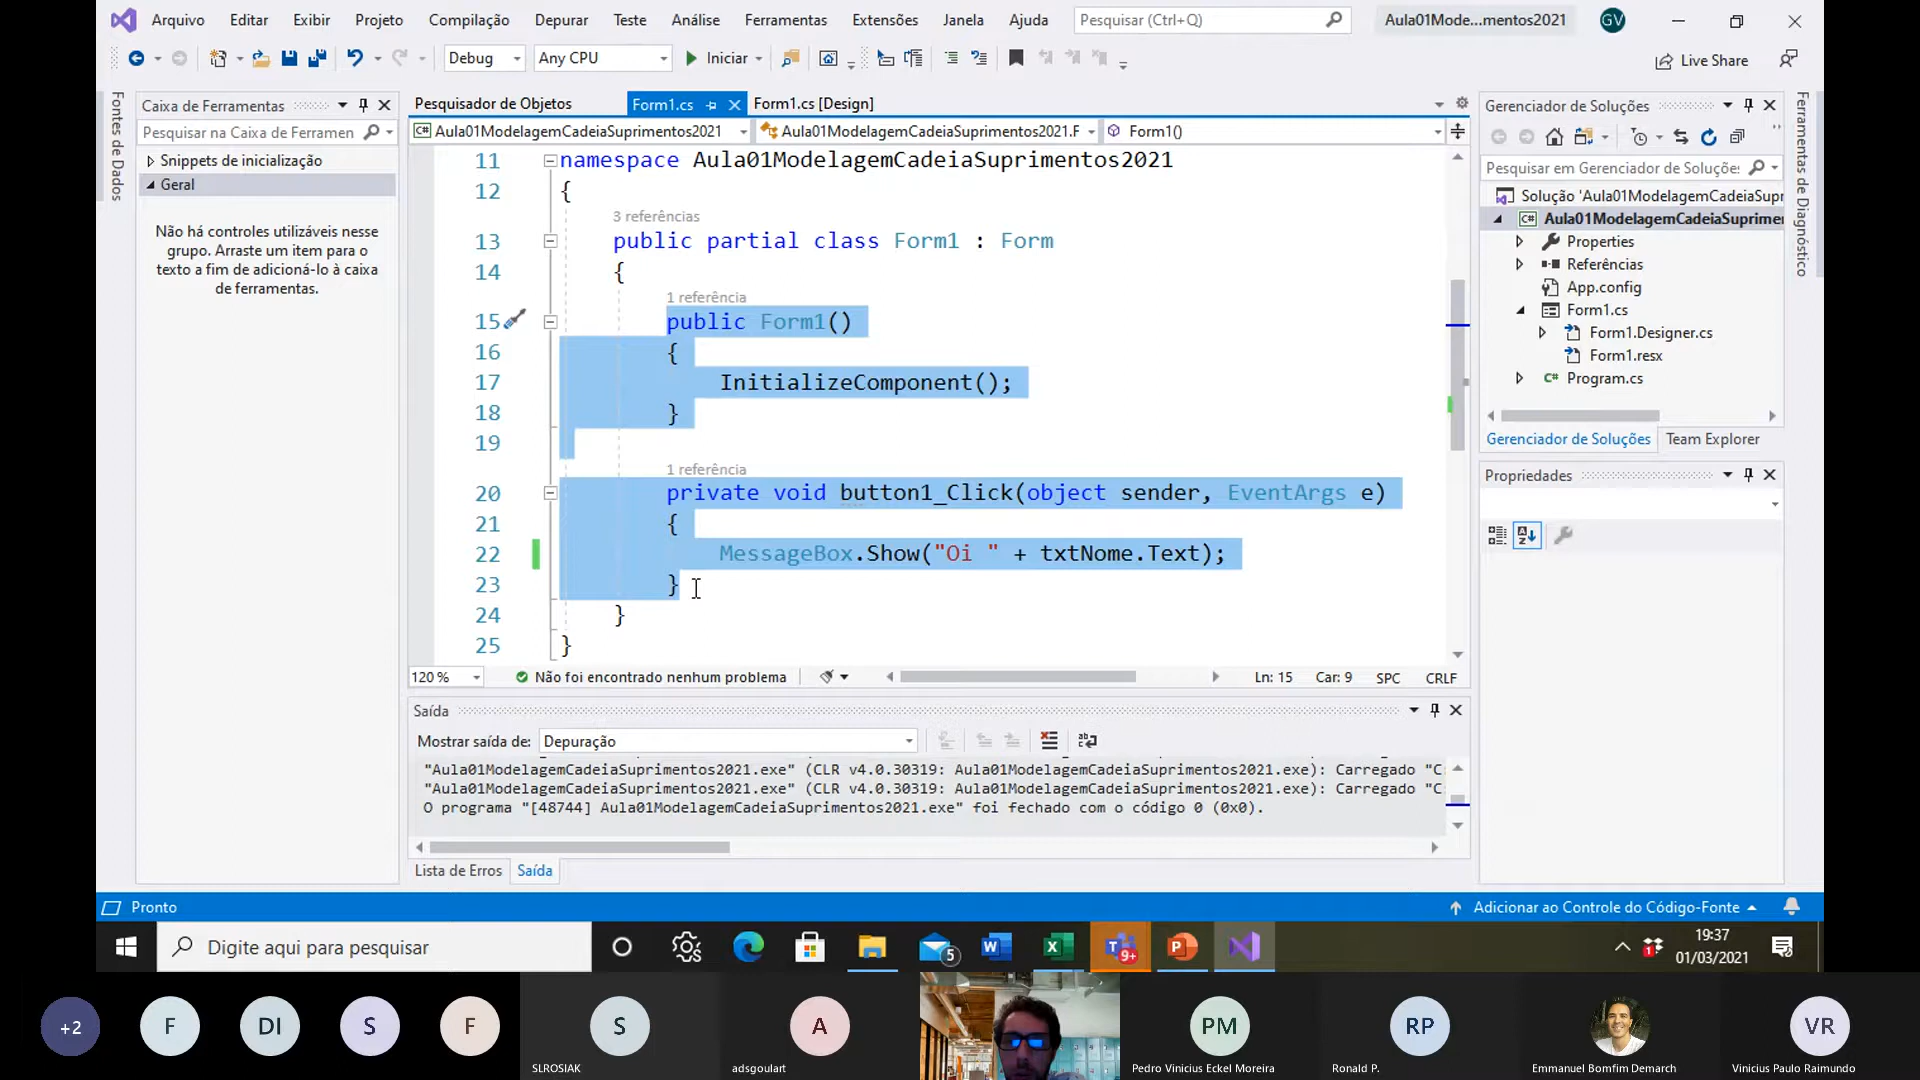 Arquivo Editar Exibir Projeto Compilação Depurar Teste Análise Ferramentas Extensões Janela Ajuda Pesquisar (Ctrl+Q) Aula01Mode...mentos2021 GV
Debug Any CPU Iniciar Live Share
Fontes de Dados
Caixa de Ferramentas
Pesquisar na Caixa de Ferramen
Snippets de inicialização
Geral
Não há controles utilizáveis nesse
grupo. Arraste um item para o
texto a fim de adicioná-lo à caixa
de ferramentas.
Pesquisador de Objetos Form1.cs Form1.cs [Design]
Aula01ModelagemCadeiaSuprimentos2021 Aula01ModelagemCadeiaSuprimentos2021.F Form1()
11 namespace Aula01ModelagemCadeiaSuprimentos2021
12 {
3 referências
13 public partial class Form1 : Form
14 {
1 referência
15 public Form1()
16 {
17 InitializeComponent();
18 }
19
1 referência
20 private void button1_Click(object sender, EventArgs e)
21 {
22 MessageBox.Show("Oi " + txtNome.Text);
23 }
24 }
25 }
120 % Não foi encontrado nenhum problema Ln: 15 Car: 9 SPC CRLF
Saída
Mostrar saída de: Depuração
"Aula01ModelagemCadeiaSuprimentos2021.exe" (CLR v4.0.30319: Aula01ModelagemCadeiaSuprimentos2021.exe): Carregado "C:
"Aula01ModelagemCadeiaSuprimentos2021.exe" (CLR v4.0.30319: Aula01ModelagemCadeiaSuprimentos2021.exe): Carregado "C:
O programa "[48744] Aula01ModelagemCadeiaSuprimentos2021.exe" foi fechado com o código 0 (0x0).
Lista de Erros Saída
Gerenciador de Soluções
Pesquisar em Gerenciador de Soluções
Solução 'Aula01ModelagemCadeiaSupr
Aula01ModelagemCadeiaSuprime
Properties
Referências
App.config
Form1.cs
Form1.Designer.cs
Form1.resx
Program.cs
Gerenciador de Soluções Team Explorer
Propriedades
Ferramentas de Diagnóstico
Pronto Adicionar ao Controle do Código-Fonte
Digite aqui para pesquisar 5 9+ 1 19:37
01/03/2021
+2 F DI S F S A PM RP VR
SLROSIAK adsgoulart Pedro Vinicius Eckel Moreira Ronald P. Emmanuel Bomfim Demarch Vinicius Paulo Raimundo